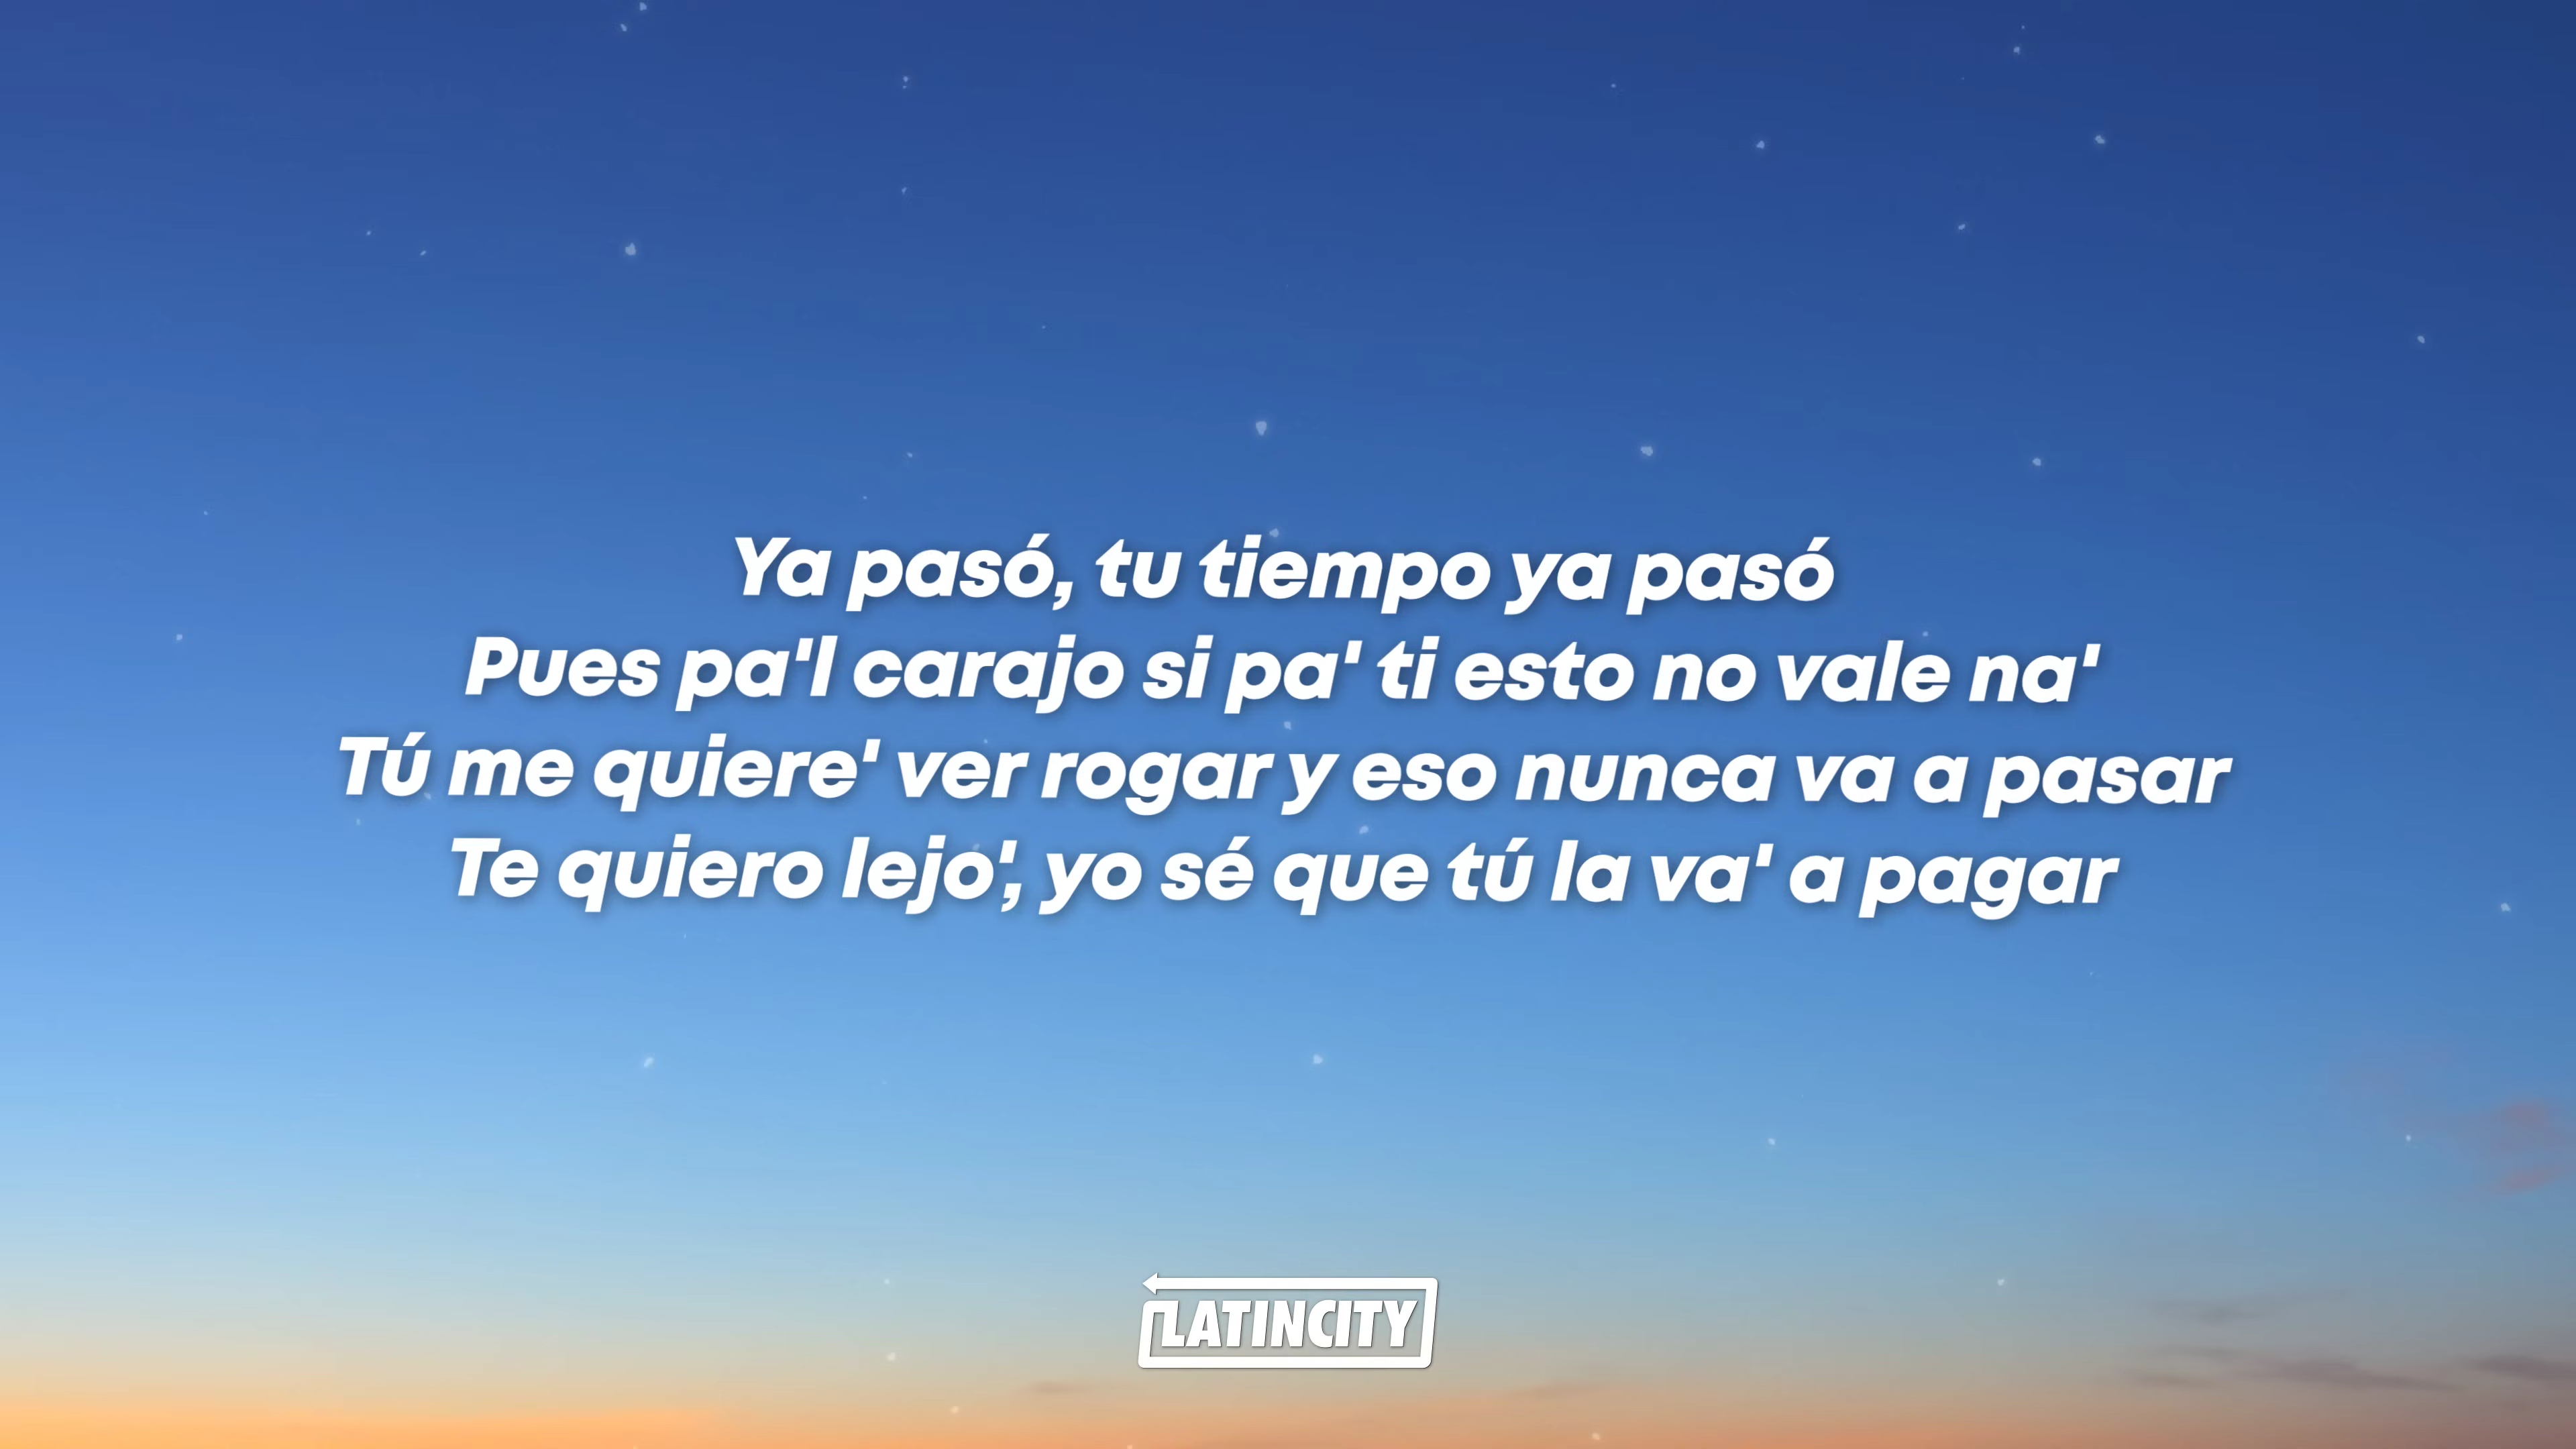 Ya pasó, tu tiempo ya pasó
Pues pa'l carajo si pa' ti esto no vale na'
Tú me quiere' ver rogar y eso nunca va a pasar
Te quiero lejo', yo sé que tú la va' a pagar
LATINCITY